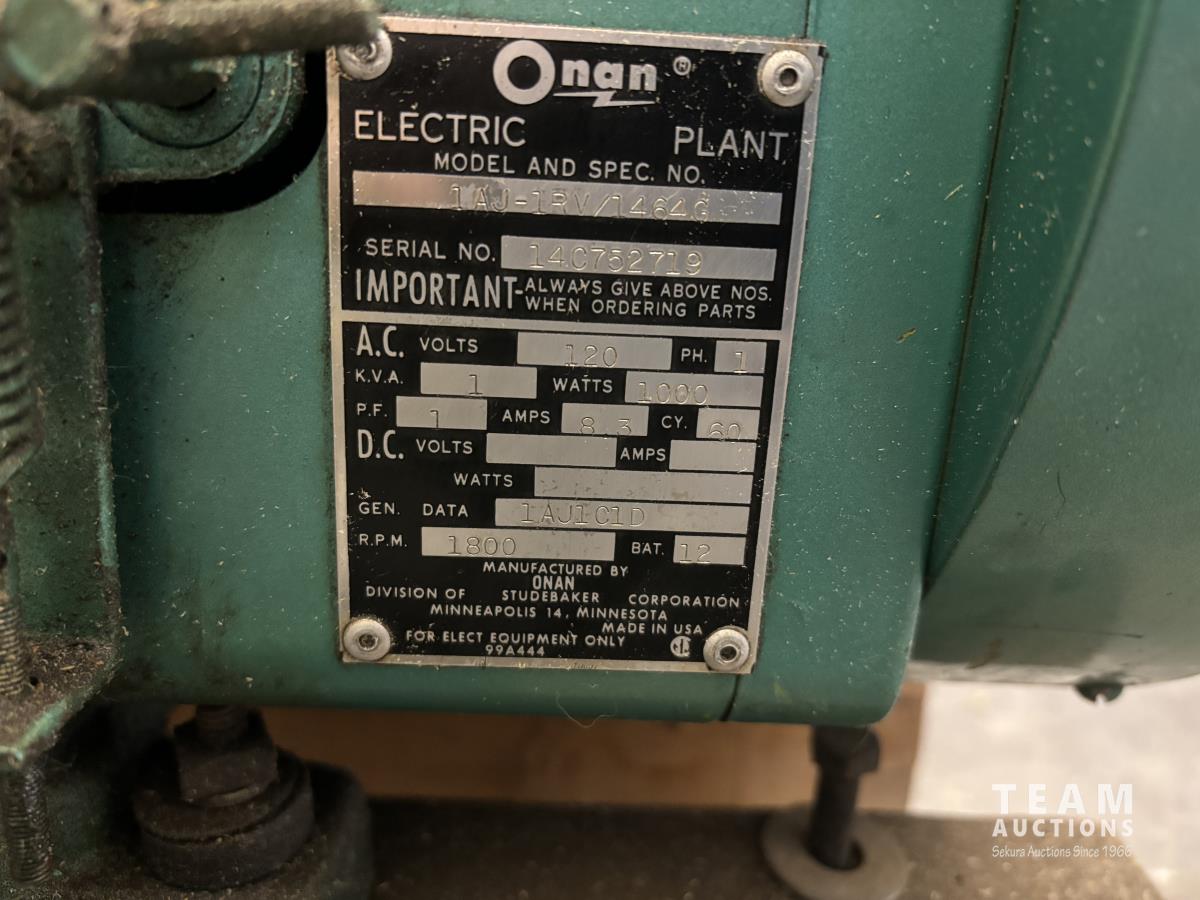 Onan ®
ELECTRIC PLANT
MODEL AND SPEC. NO.
1AJ-1RV/1464G
SERIAL NO. 14C752719
IMPORTANT- ALWAYS GIVE ABOVE NOS.
WHEN ORDERING PARTS
A.C. VOLTS 120 PH. 1
K.V.A. 1 WATTS 1000
P.F. 1 AMPS 8.3 CY. 60
D.C. VOLTS AMPS
WATTS
GEN. DATA 1AJ1C1D
R.P.M. 1800 BAT. 12
MANUFACTURED BY
ONAN
DIVISION OF STUDEBAKER CORPORATION
MINNEAPOLIS 14, MINNESOTA
MADE IN USA
FOR ELECT EQUIPMENT ONLY
99A444
TEAM
AUCTIONS
Sekura Auctions Since 1966